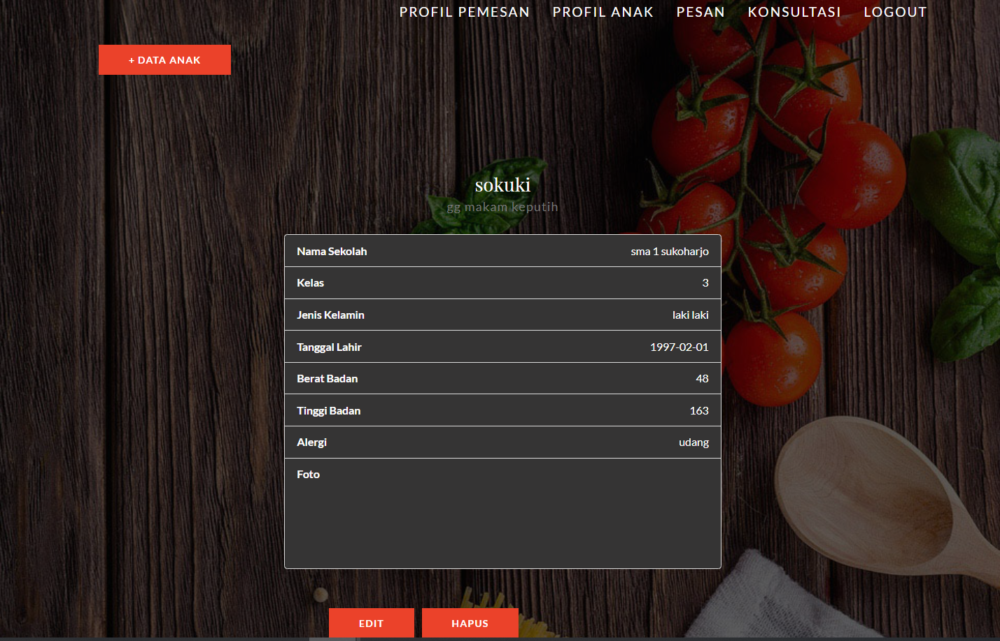 PROFIL PEMESAN PROFIL ANAK PESAN KONSULTASI LOGOUT
+ DATA ANAK
sokuki
gg makam keputih
Nama Sekolah sma 1 sukoharjo
Kelas 3
Jenis Kelamin laki laki
Tanggal Lahir 1997-02-01
Berat Badan 48
Tinggi Badan 163
Alergi udang
Foto
EDIT HAPUS